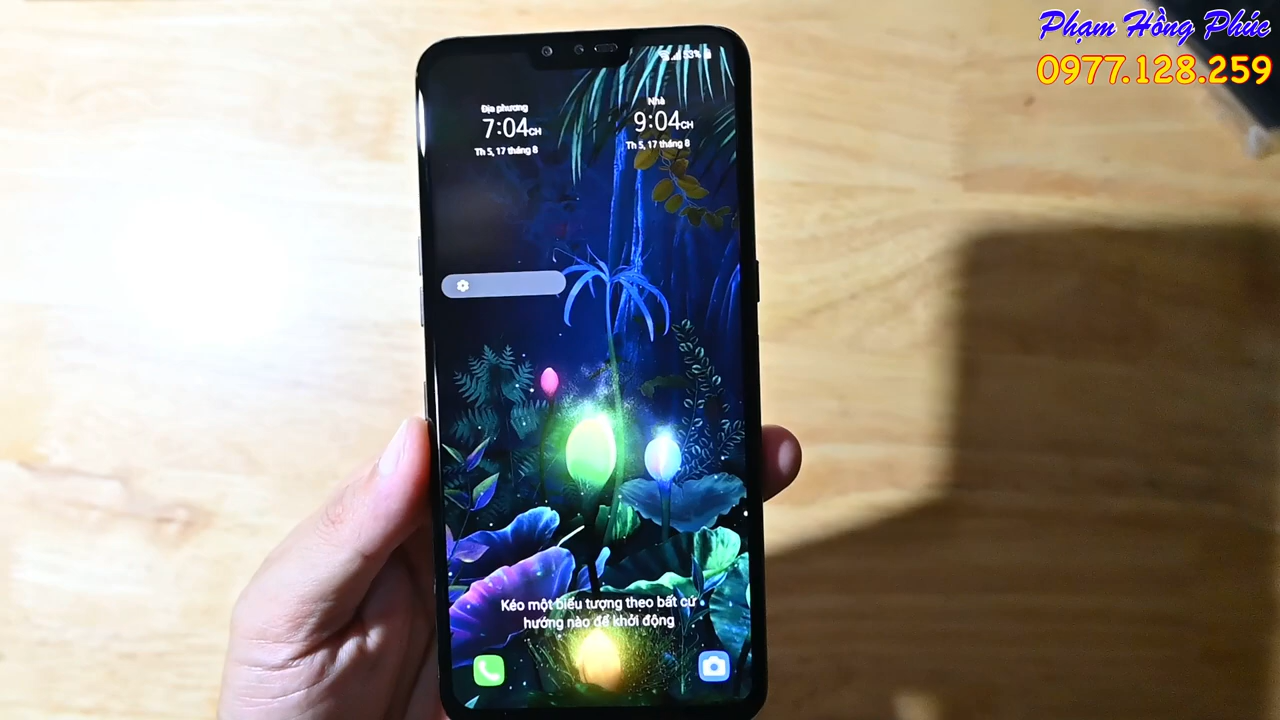 Phạm Hồng Phúc
0977.128.259
53%
Địa phương
7:04CH
Th 5, 17 tháng 8
Nhà
9:04CH
Th 5, 17 tháng 8
Kéo một biểu tượng theo bất cứ
hướng nào để khởi động